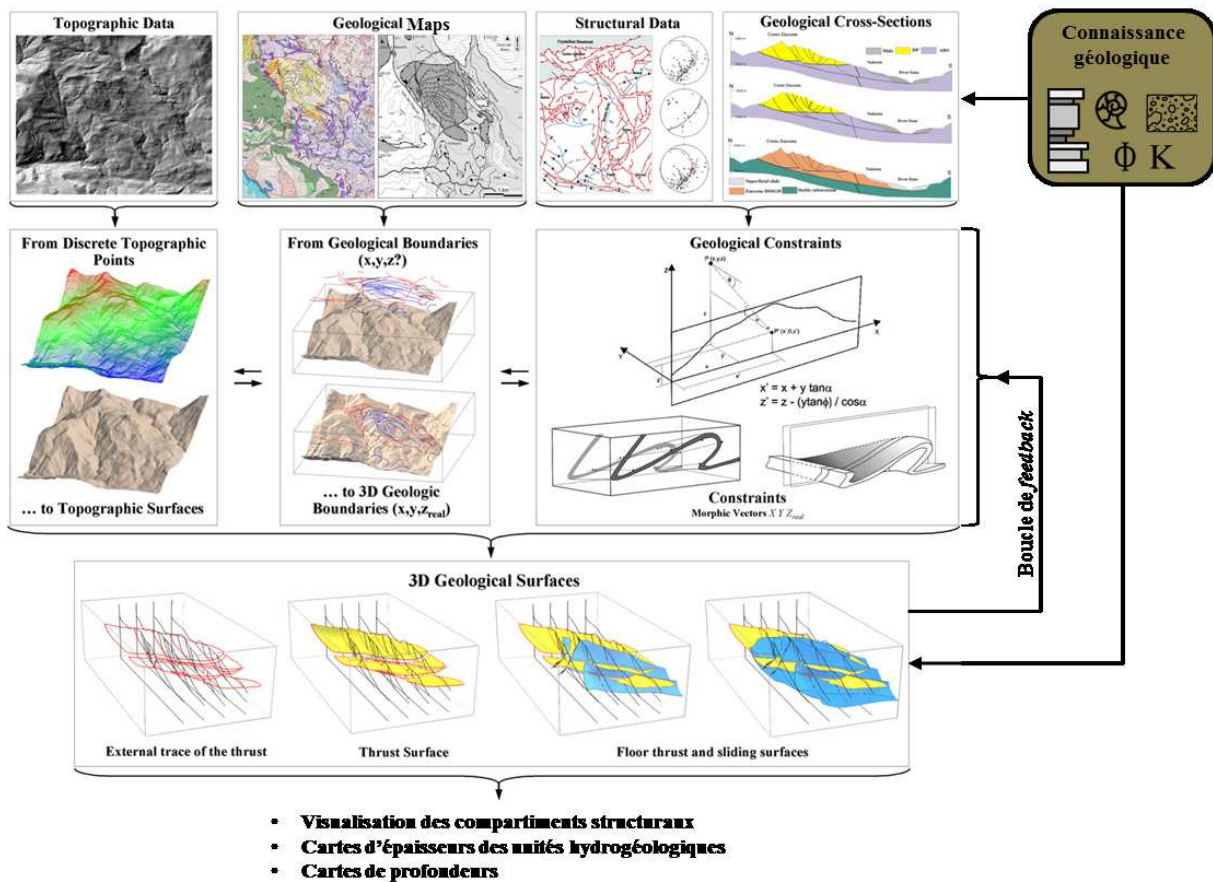 Topographic Data
Geological Maps
Structural Data
Geological Cross-Sections
Connaissance
géologique
Φ K
From Discrete Topographic
Points
... to Topographic Surfaces
From Geological Boundaries
(x,y,z?)
... to 3D Geologic
Boundaries (x,y,zreal)
Geological Constraints
Z
P (x,y,z)
X
Y
x' = x + y tanα
z' = z - (ytanϕ) / cosα
Constraints
Morphic Vectors X Y Zreal
Boucle de feedback
3D Geological Surfaces
External trace of the thrust
Thrust Surface
Floor thrust and sliding surfaces
• Visualisation des compartiments structuraux
• Cartes d'épaisseurs des unités hydrogéologiques
• Cartes de profondeurs